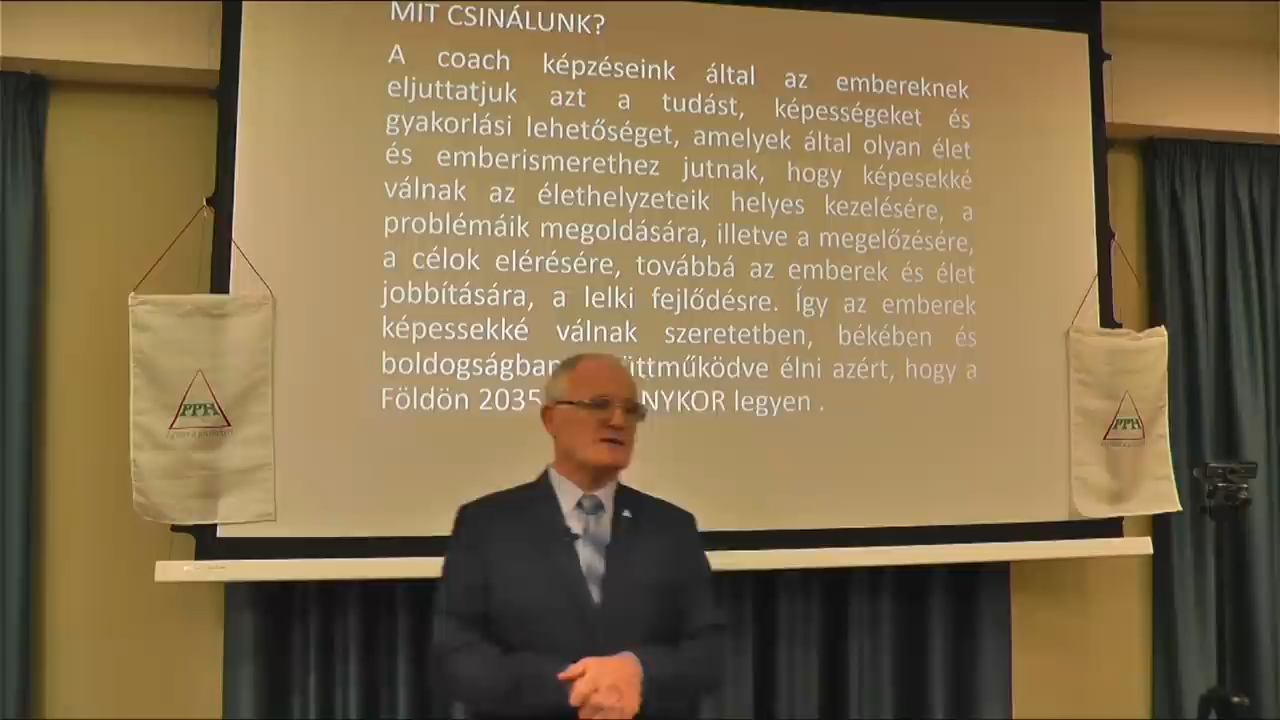 MIT CSINÁLUNK?
A coach képzéseink által az embereknek
eljuttatjuk azt a tudást, képességeket és
gyakorlási lehetőséget, amelyek által olyan élet
és emberismerethez jutnak, hogy képesekké
válnak az élethelyzeteik helyes kezelésére, a
problémáik megoldására, illetve a megelőzésére,
a célok elérésére, továbbá az emberek és élet
jobbítására, a lelki fejlődésre. Így az emberek
képessekké válnak szeretetben, békében és
boldogságban üttműködve élni azért, hogy a
Földön 2035 NYKOR legyen .
PPH
PPH